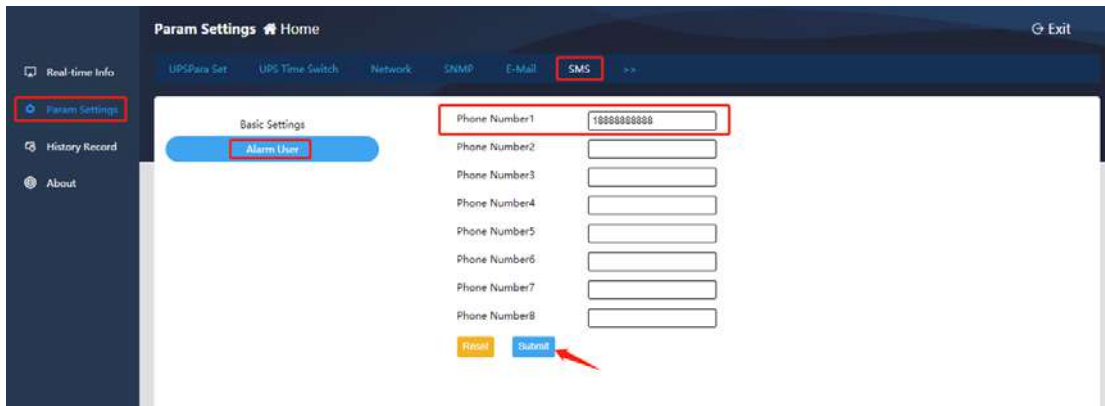 Param Settings Home
Exit
Real-time Info
Param Settings
History Record
About
UPSPara Set UPS Time Switch Network SNMP E-Mail SMS >>
Basic Settings
Alarm User
Phone Number1 18888888888
Phone Number2
Phone Number3
Phone Number4
Phone Number5
Phone Number6
Phone Number7
Phone Number8
Reset Submit